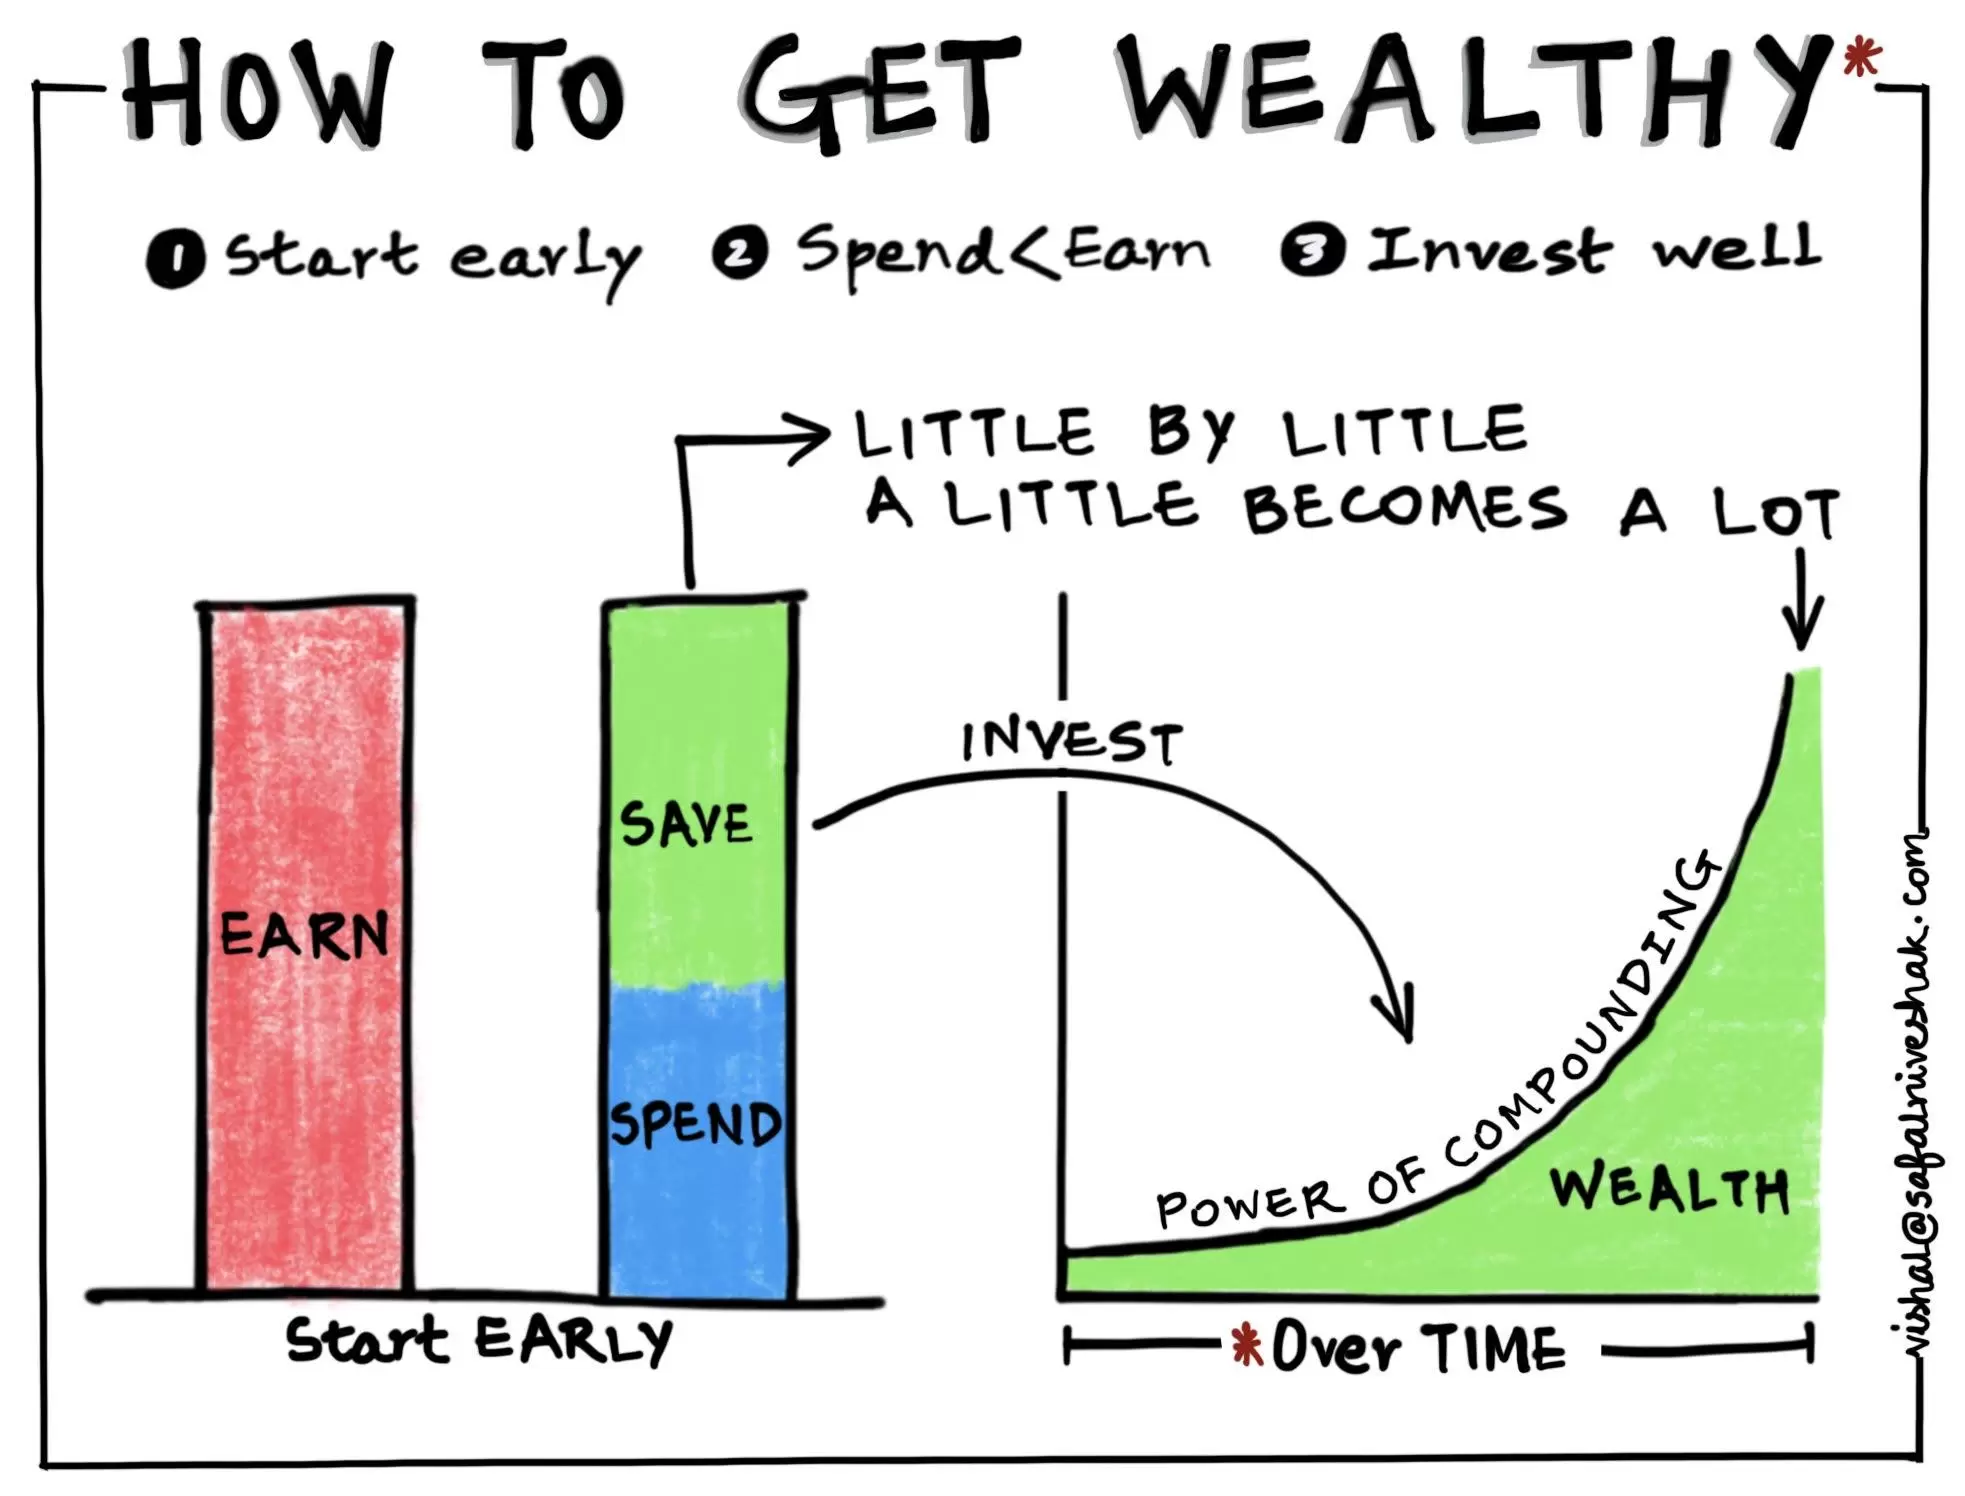 HOW TO GET WEALTHY*
1 Start early 2 Spend<Earn 3 Invest well
LITTLE BY LITTLE
A LITTLE BECOMES A LOT
EARN
SAVE
SPEND
Start EARLY
INVEST
POWER OF COMPOUNDING
WEALTH
*Over TIME
vishal@safalniveshak.com